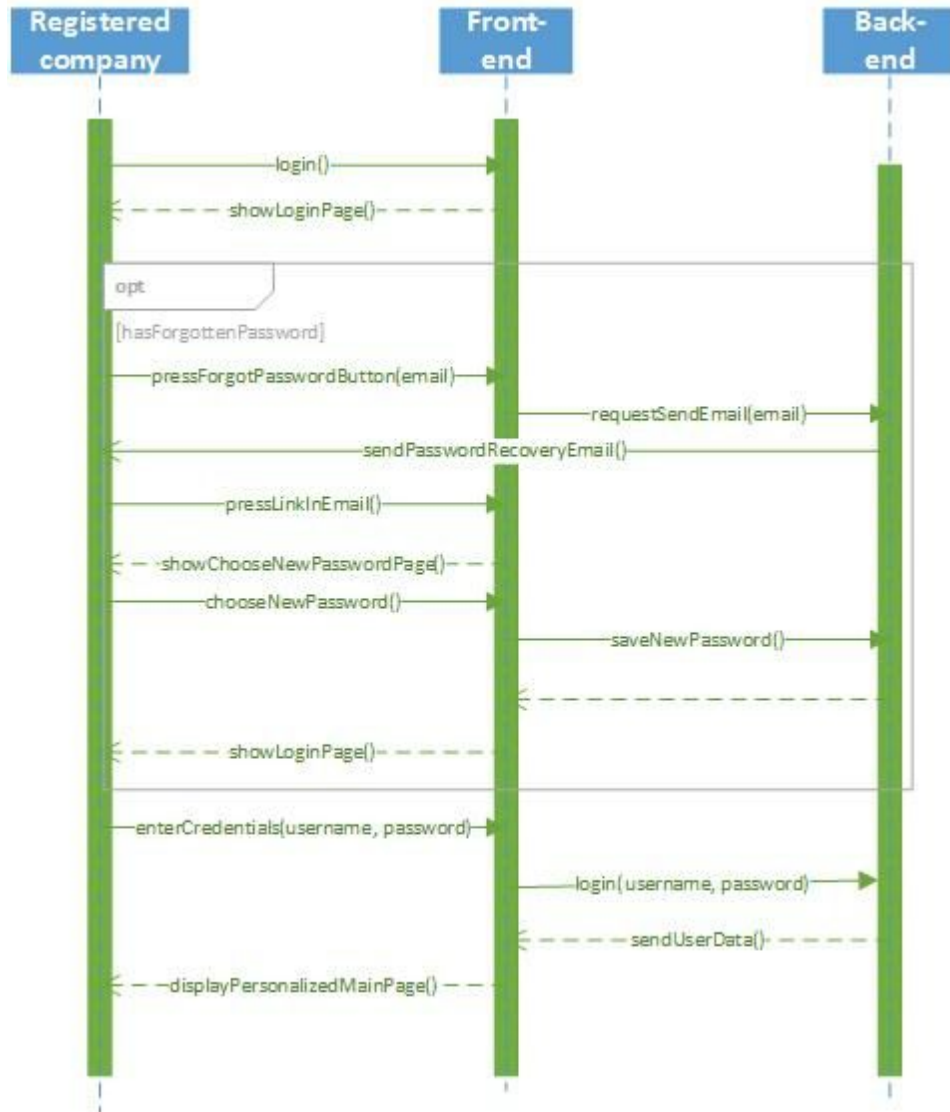 Registered
company
Front-
end
Back-
end
login()
showLoginPage()
opt
[hasForgottenPassword]
pressForgotPasswordButton(email)
requestSendEmail(email)
sendPasswordRecoveryEmail()
pressLinkInEmail()
showChooseNewPasswordPage()
chooseNewPassword()
saveNewPassword()
showLoginPage()
enterCredentials(username, password)
login(username, password)
sendUserData()
displayPersonalizedMainPage()